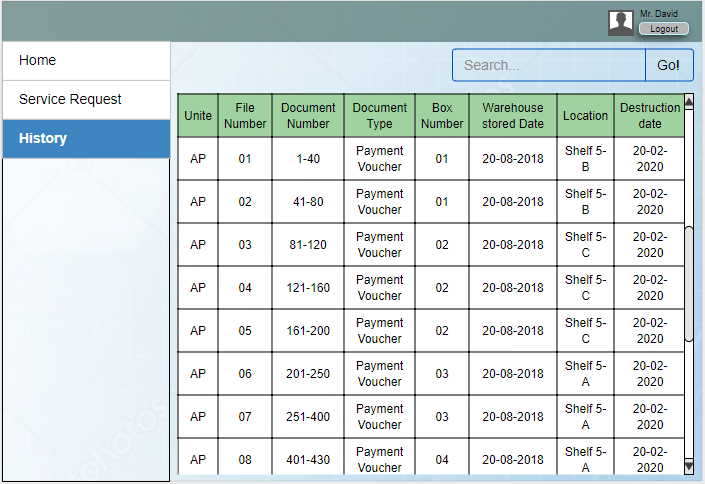 Mr. David
Logout
Home
Service Request
History
Search...
Go!
Unite File Number Document Number Document Type Box Number Warehouse stored Date Location Destruction date
AP 01 1-40 Payment Voucher 01 20-08-2018 Shelf 5-B 20-02-2020
AP 02 41-80 Payment Voucher 01 20-08-2018 Shelf 5-B 20-02-2020
AP 03 81-120 Payment Voucher 02 20-08-2018 Shelf 5-C 20-02-2020
AP 04 121-160 Payment Voucher 02 20-08-2018 Shelf 5-C 20-02-2020
AP 05 161-200 Payment Voucher 02 20-08-2018 Shelf 5-C 20-02-2020
AP 06 201-250 Payment Voucher 03 20-08-2018 Shelf 5-A 20-02-2020
AP 07 251-400 Payment Voucher 03 20-08-2018 Shelf 5-A 20-02-2020
AP 08 401-430 Payment Voucher 04 20-08-2018 Shelf 5-A 20-02-2020